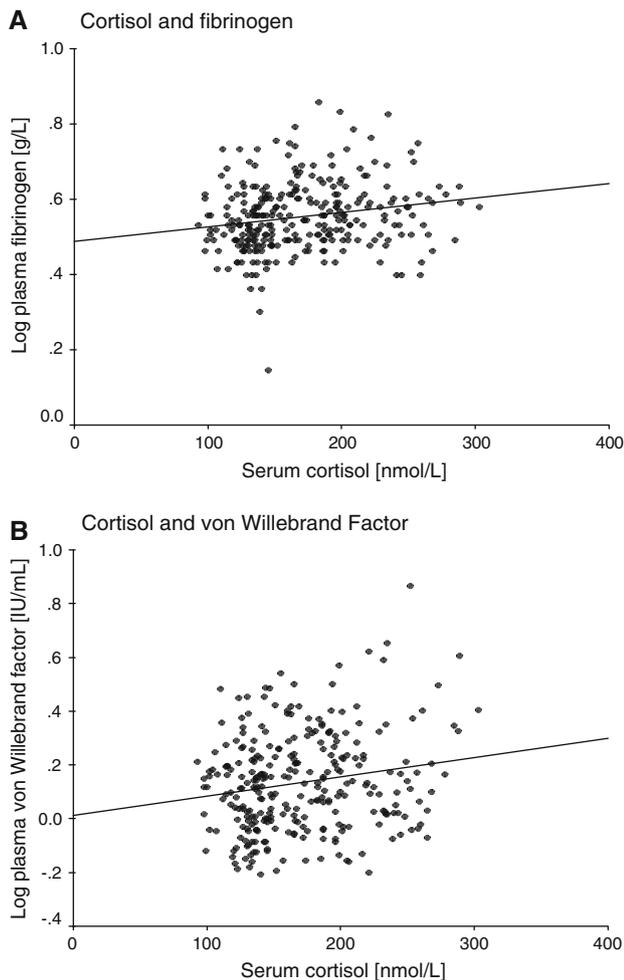 A Cortisol and fibrinogen
1.0
.8
.6
.4
.2
0.0
Log plasma fibrinogen [g/L]
0 100 200 300 400
Serum cortisol [nmol/L]
B Cortisol and von Willebrand Factor
1.0
.8
.6
.4
.2
0.0
-.2
-.4
Log plasma von Willebrand factor [IU/mL]
0 100 200 300 400
Serum cortisol [nmol/L]